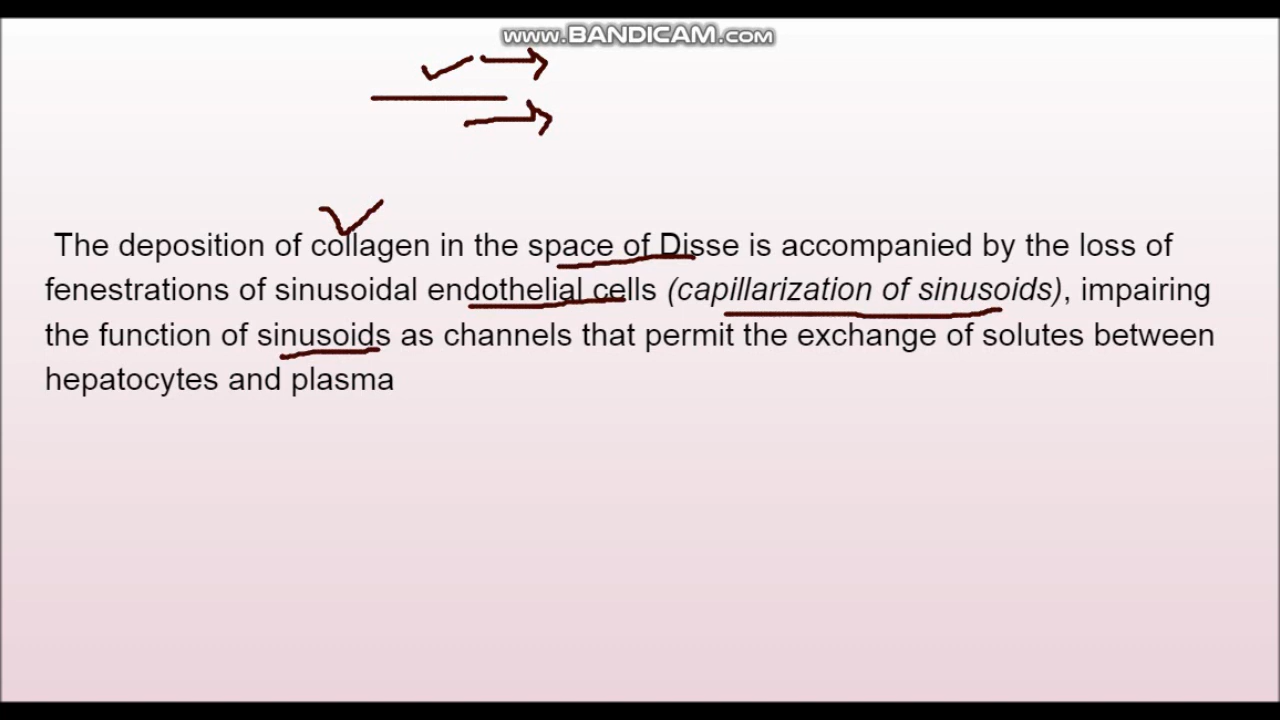 www.BANDICAM.com
The deposition of collagen in the space of Disse is accompanied by the loss of
fenestrations of sinusoidal endothelial cells (capillarization of sinusoids), impairing
the function of sinusoids as channels that permit the exchange of solutes between
hepatocytes and plasma